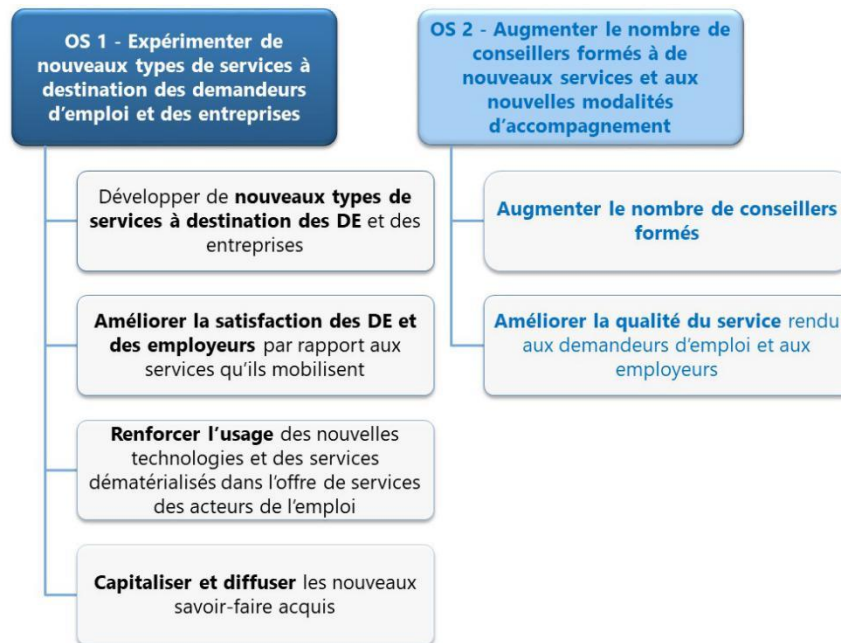 OS 1 - Expérimenter de
nouveaux types de services à
destination des demandeurs
d’emploi et des entreprises
Développer de nouveaux types de
services à destination des DE et des
entreprises
Améliorer la satisfaction des DE et
des employeurs par rapport aux
services qu’ils mobilisent
Renforcer l’usage des nouvelles
technologies et des services
dématérialisés dans l’offre de services
des acteurs de l’emploi
Capitaliser et diffuser les nouveaux
savoir-faire acquis
OS 2 - Augmenter le nombre de
conseillers formés à de
nouveaux services et aux
nouvelles modalités
d’accompagnement
Augmenter le nombre de conseillers
formés
Améliorer la qualité du service rendu
aux demandeurs d’emploi et aux
employeurs